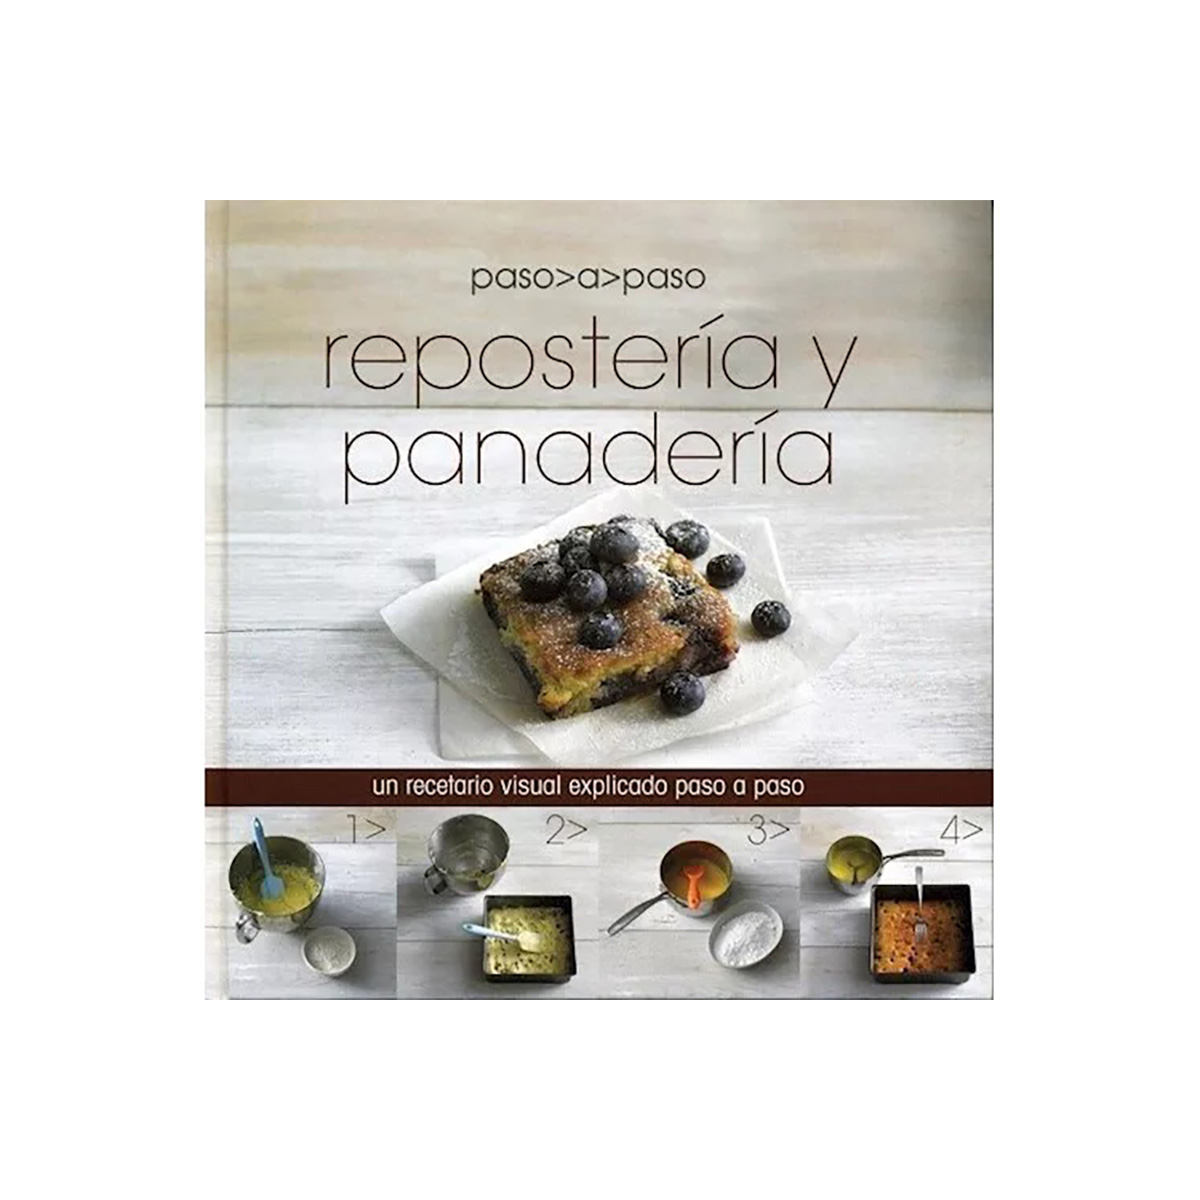 paso>a>paso
repostería y
panadería
un recetario visual explicado paso a paso
1>
2>
3>
4>